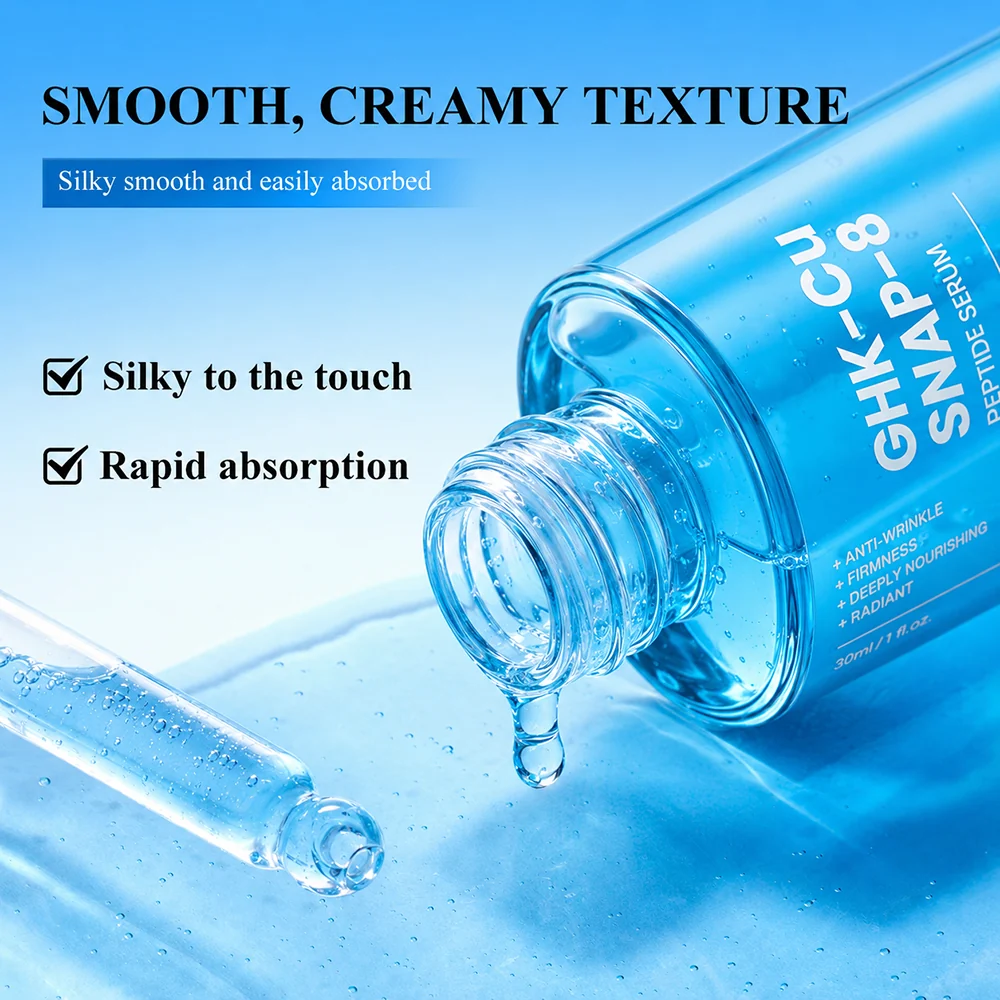 SMOOTH, CREAMY TEXTURE
Silky smooth and easily absorbed
Silky to the touch
Rapid absorption
GHK-Cu
SNAP-8
PEPTIDE SERUM
+ ANTI-WRINKLE
+ FIRMNESS
+ DEEPLY NOURISHING
+ RADIANT
30ml / 1 fl.oz.